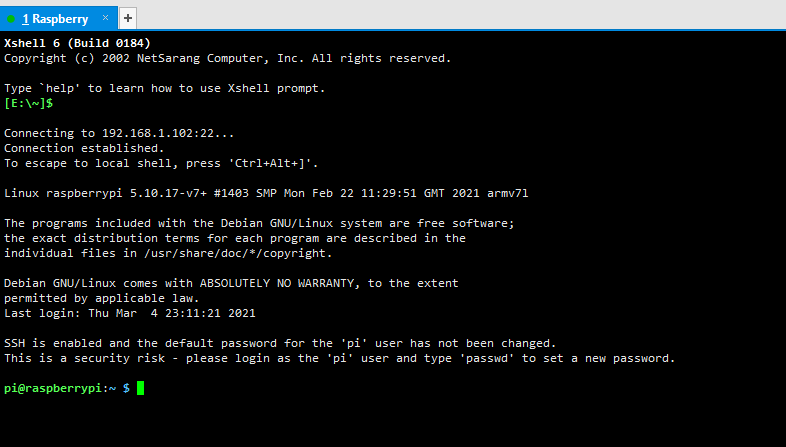 1 Raspberry × +
Xshell 6 (Build 0184)
Copyright (c) 2002 NetSarang Computer, Inc. All rights reserved.
Type `help' to learn how to use Xshell prompt.
[E:\~]$
Connecting to 192.168.1.102:22...
Connection established.
To escape to local shell, press 'Ctrl+Alt+]'.
Linux raspberrypi 5.10.17-v7+ #1403 SMP Mon Feb 22 11:29:51 GMT 2021 armv7l
The programs included with the Debian GNU/Linux system are free software;
the exact distribution terms for each program are described in the
individual files in /usr/share/doc/*/copyright.
Debian GNU/Linux comes with ABSOLUTELY NO WARRANTY, to the extent
permitted by applicable law.
Last login: Thu Mar  4 23:11:21 2021
SSH is enabled and the default password for the 'pi' user has not been changed.
This is a security risk - please login as the 'pi' user and type 'passwd' to set a new password.
pi@raspberrypi:~ $